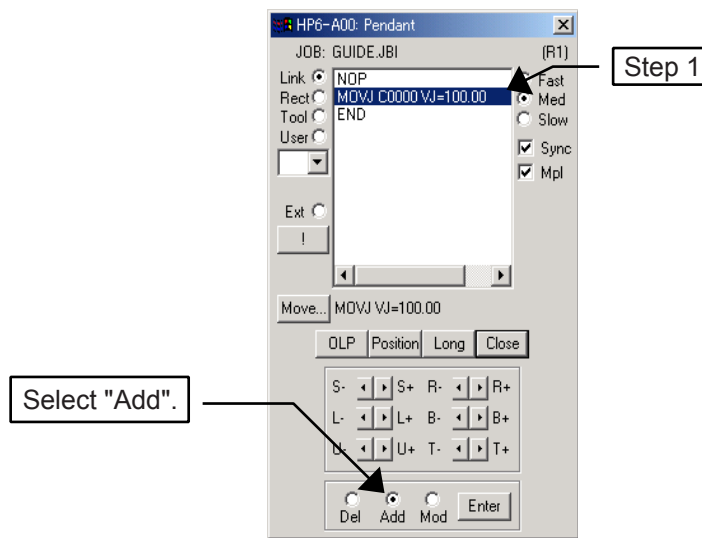 HP6-A00: Pendant
JOB: GUIDE.JBI (R1)
Link NOP Fast
Rect MOVJ C0000 VJ=100.00 Med
Tool END Slow
User Sync
Mpl
Ext
!
Move... MOVJ VJ=100.00
OLP Position Long Close
S- S+ R- R+
L- L+ B- B+
U- U+ T- T+
Del Add Mod Enter
Step 1
Select "Add".